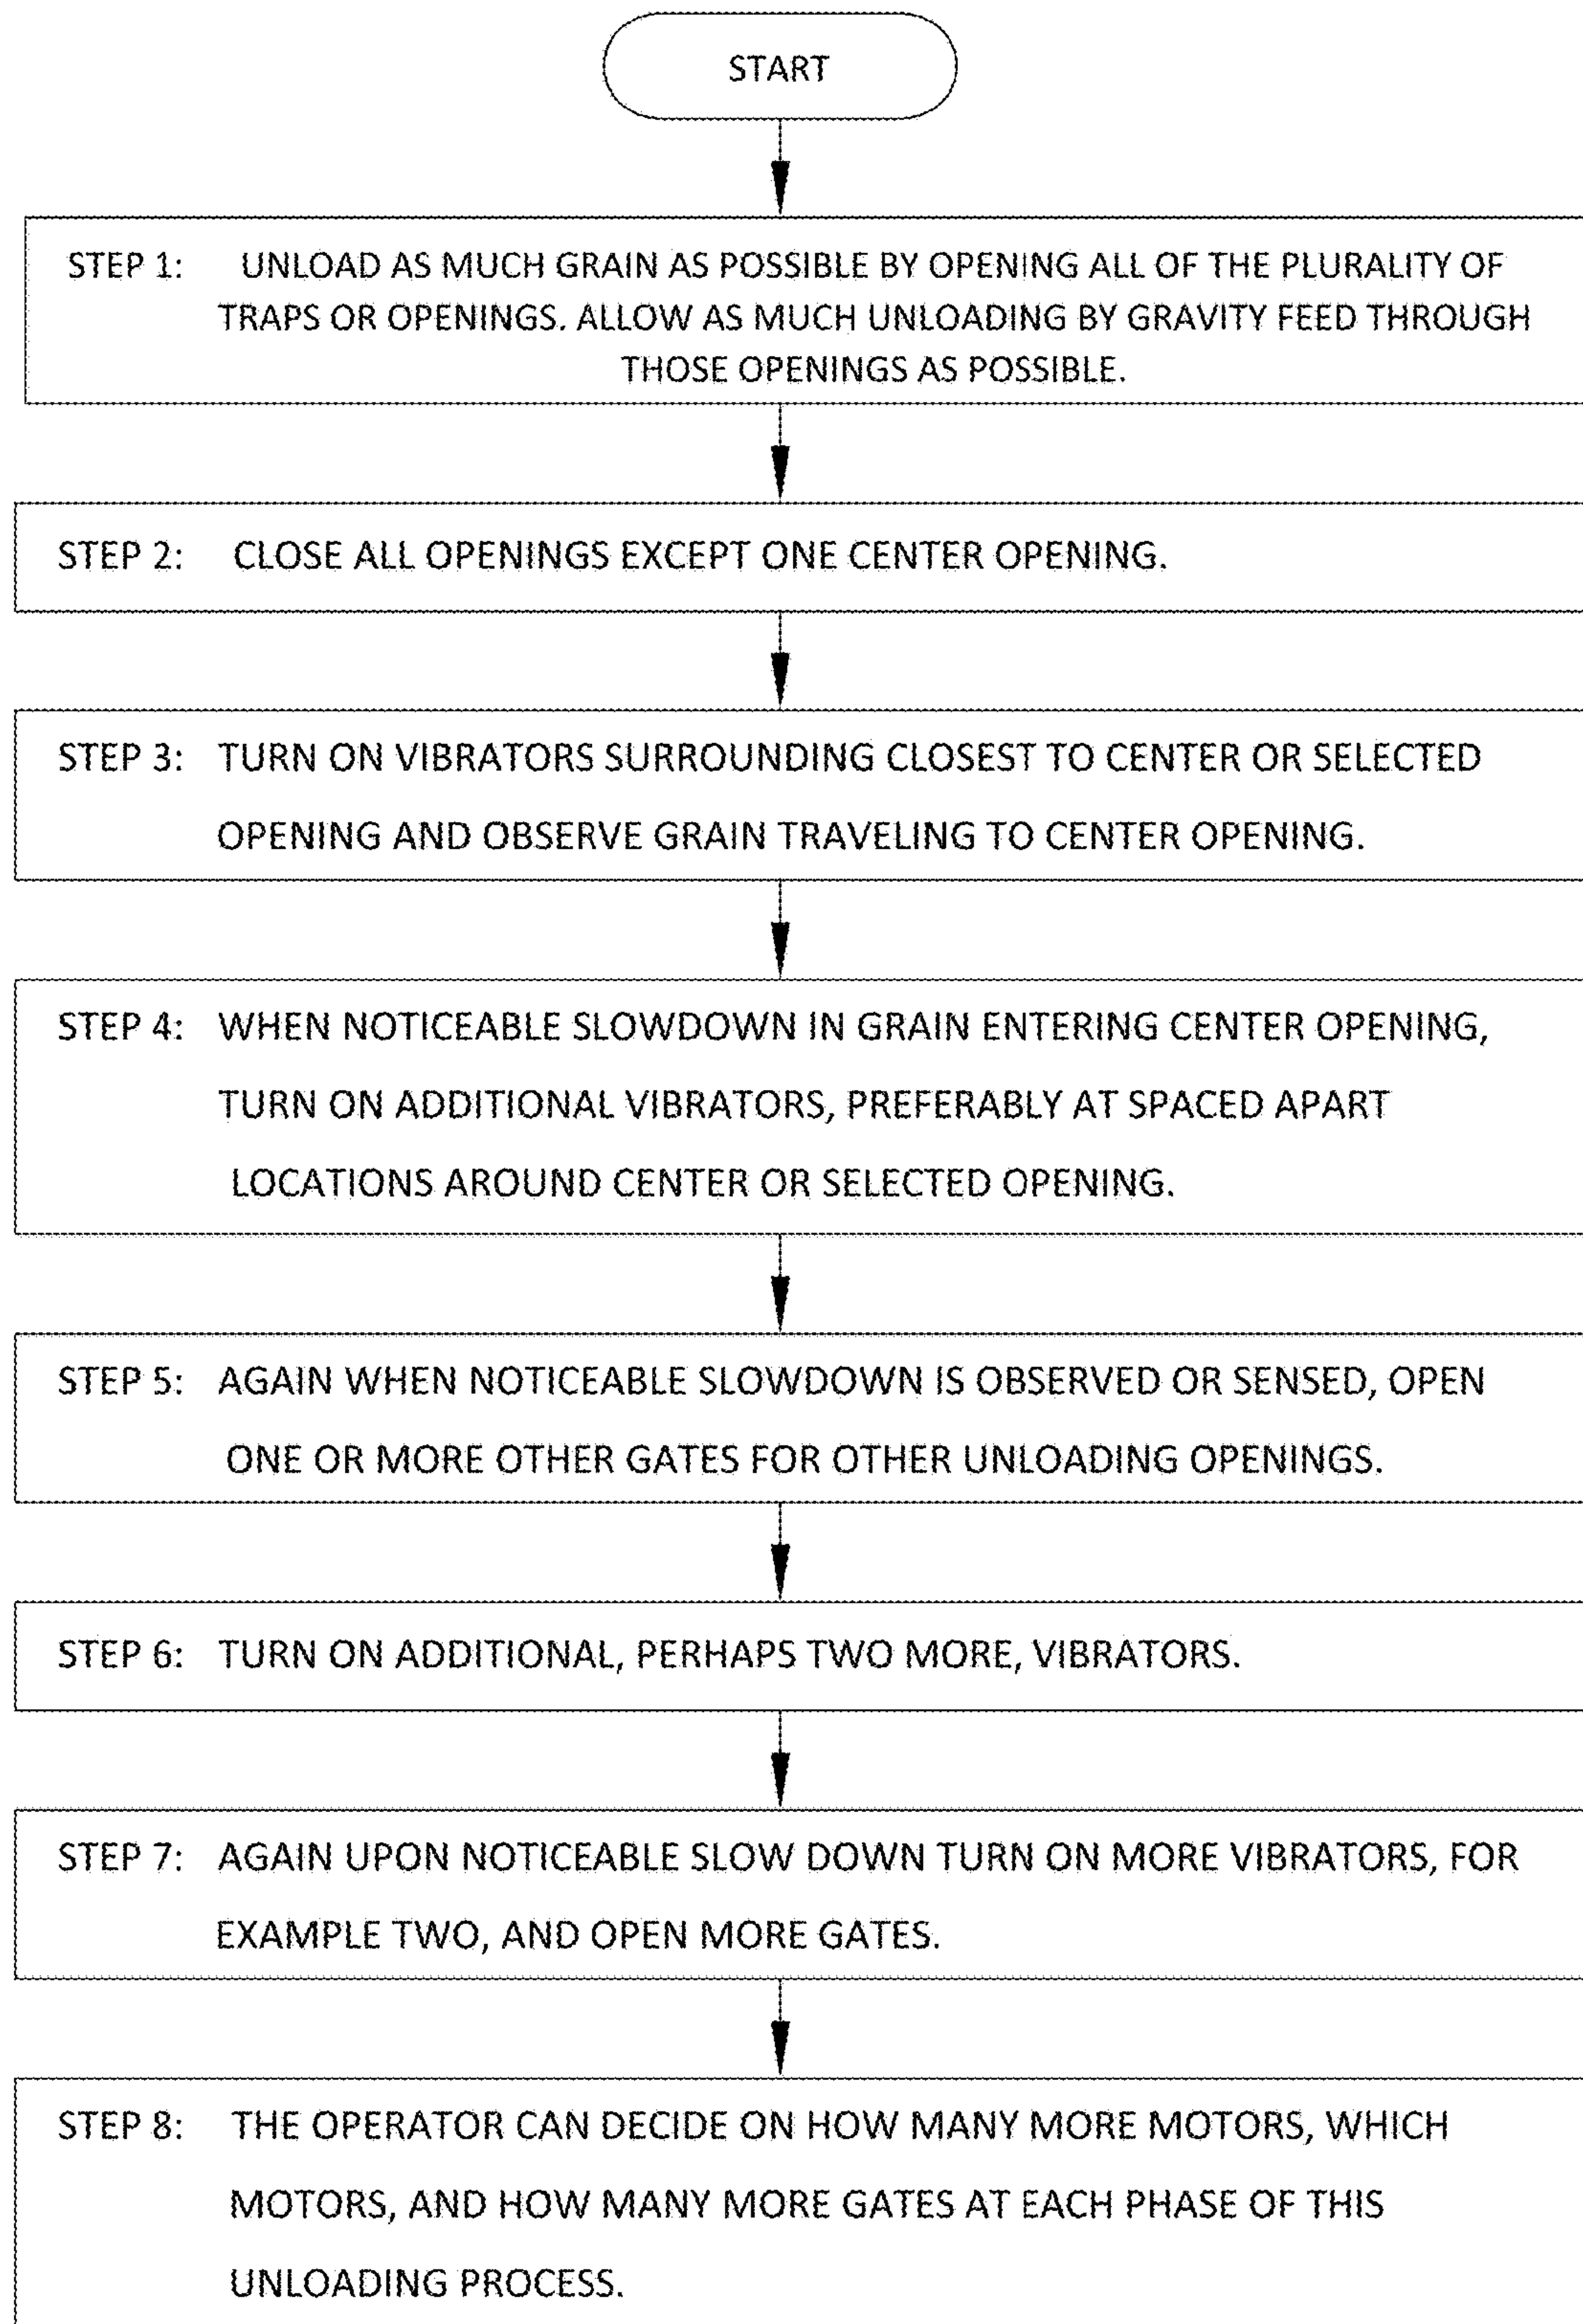 START
STEP 1: UNLOAD AS MUCH GRAIN AS POSSIBLE BY OPENING ALL OF THE PLURALITY OF
TRAPS OR OPENINGS. ALLOW AS MUCH UNLOADING BY GRAVITY FEED THROUGH
THOSE OPENINGS AS POSSIBLE.
STEP 2: CLOSE ALL OPENINGS EXCEPT ONE CENTER OPENING.
STEP 3: TURN ON VIBRATORS SURROUNDING CLOSEST TO CENTER OR SELECTED
OPENING AND OBSERVE GRAIN TRAVELING TO CENTER OPENING.
STEP 4: WHEN NOTICEABLE SLOWDOWN IN GRAIN ENTERING CENTER OPENING,
TURN ON ADDITIONAL VIBRATORS, PREFERABLY AT SPACED APART
LOCATIONS AROUND CENTER OR SELECTED OPENING.
STEP 5: AGAIN WHEN NOTICEABLE SLOWDOWN IS OBSERVED OR SENSED, OPEN
ONE OR MORE OTHER GATES FOR OTHER UNLOADING OPENINGS.
STEP 6: TURN ON ADDITIONAL, PERHAPS TWO MORE, VIBRATORS.
STEP 7: AGAIN UPON NOTICEABLE SLOW DOWN TURN ON MORE VIBRATORS, FOR
EXAMPLE TWO, AND OPEN MORE GATES.
STEP 8: THE OPERATOR CAN DECIDE ON HOW MANY MORE MOTORS, WHICH
MOTORS, AND HOW MANY MORE GATES AT EACH PHASE OF THIS
UNLOADING PROCESS.